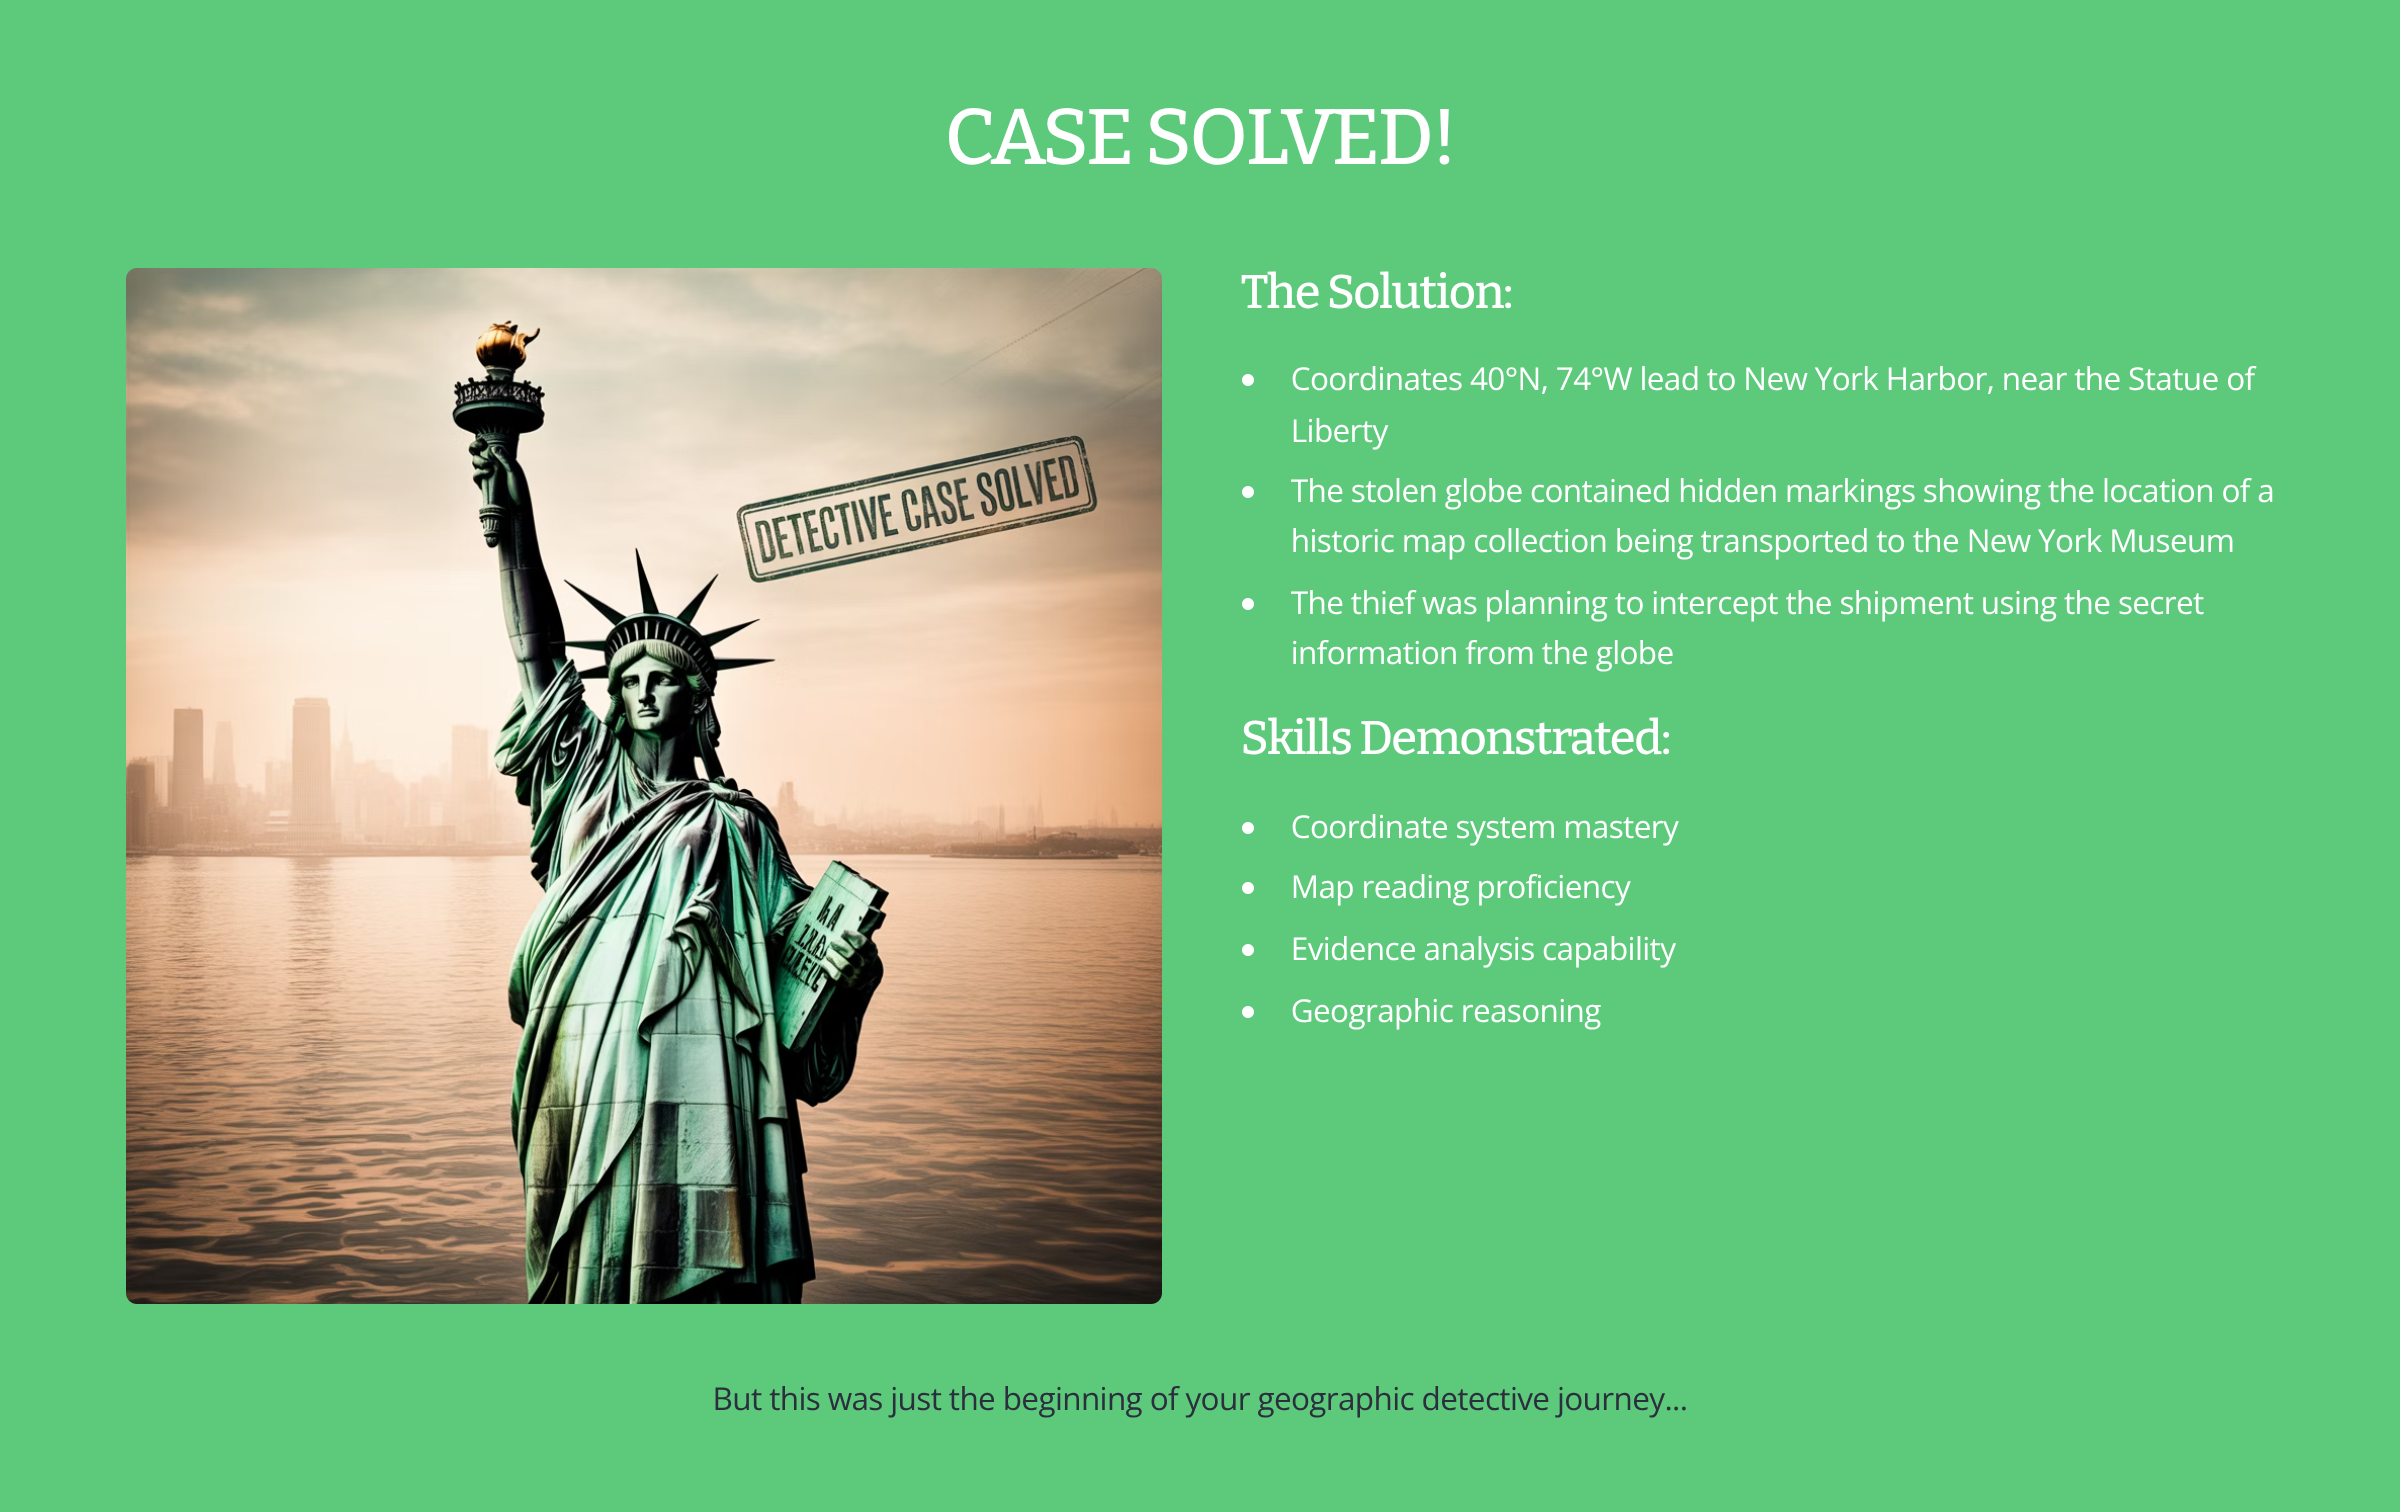 CASE SOLVED!
DETECTIVE CASE SOLVED
The Solution:
• Coordinates 40°N, 74°W lead to New York Harbor, near the Statue of
Liberty
• The stolen globe contained hidden markings showing the location of a
historic map collection being transported to the New York Museum
• The thief was planning to intercept the shipment using the secret
information from the globe
Skills Demonstrated:
• Coordinate system mastery
• Map reading proficiency
• Evidence analysis capability
• Geographic reasoning
But this was just the beginning of your geographic detective journey...